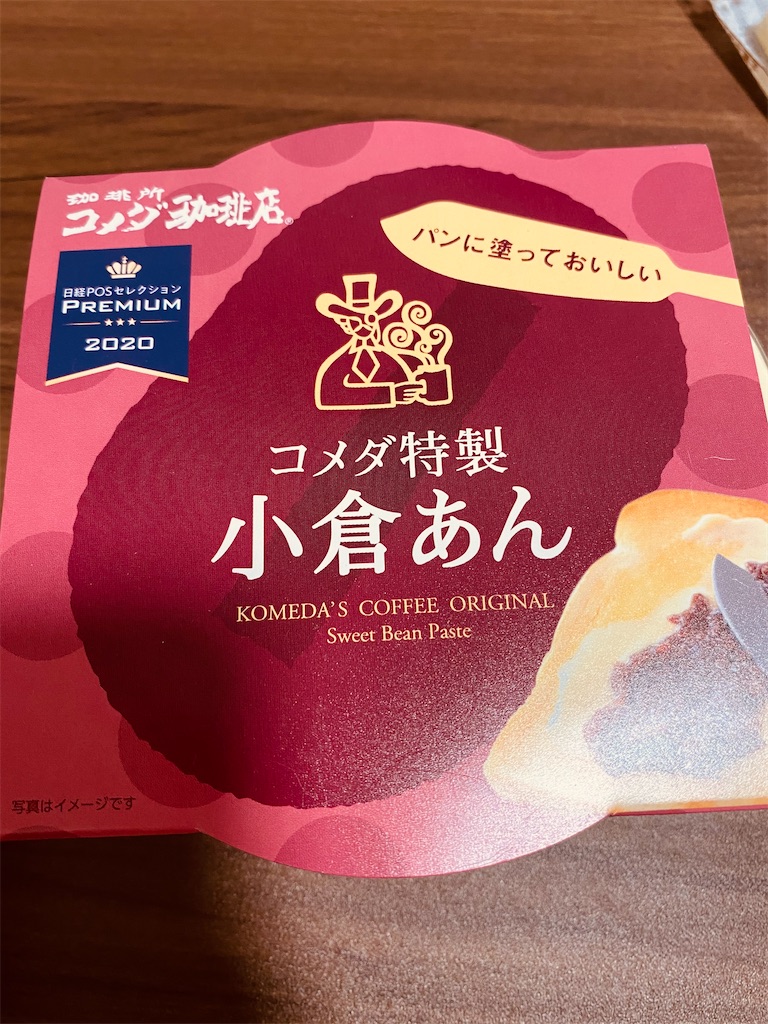 珈琲所
コメダ珈琲店®
日経POSセレクション
PREMIUM
2020
パンに塗っておいしい
コメダ特製
小倉あん
KOMEDA'S COFFEE ORIGINAL
Sweet Bean Paste
写真はイメージです